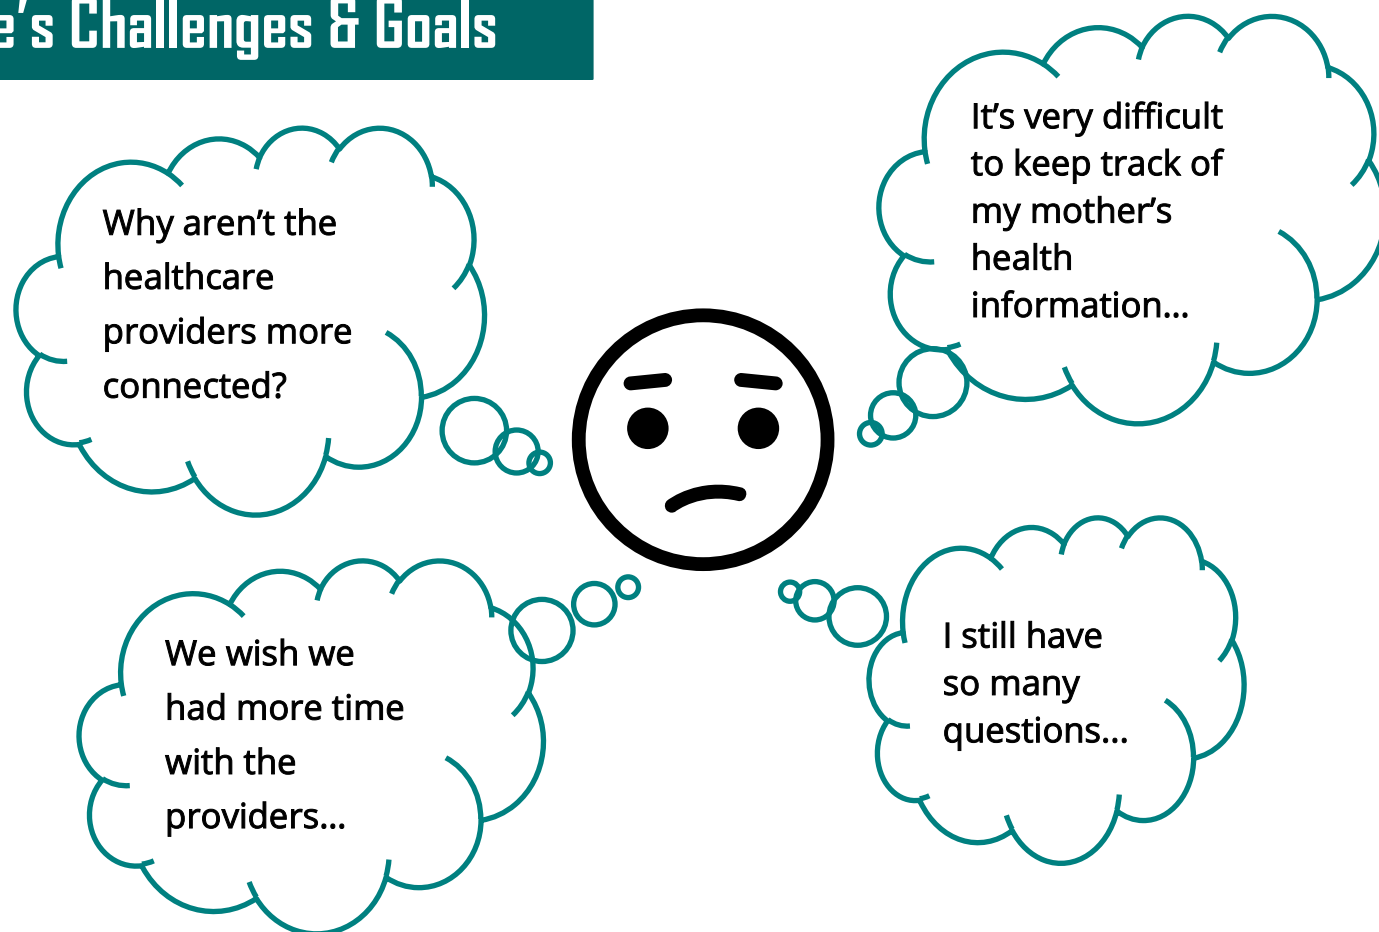 e's Challenges & Goals
Why aren’t the
healthcare
providers more
connected?
It’s very difficult
to keep track of
my mother’s
health
information...
We wish we
had more time
with the
providers...
I still have
so many
questions...